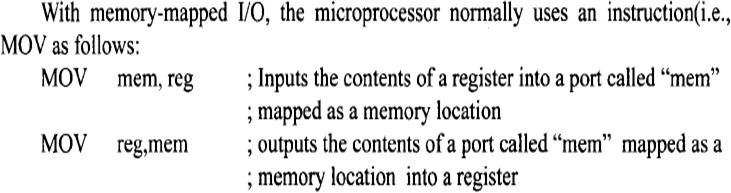 With memory-mapped I/O, the microprocessor normally uses an instruction(i.e.,
MOV as follows:
MOV mem, reg ; Inputs the contents of a register into a port called “mem”
; mapped as a memory location
MOV reg,mem ; outputs the contents of a port called “mem” mapped as a
; memory location into a register